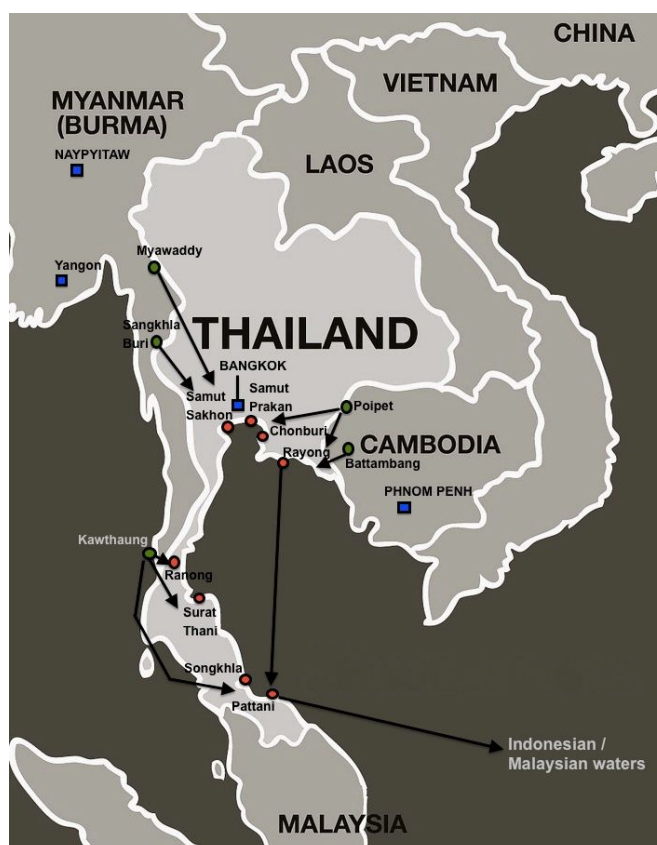 CHINA
VIETNAM
MYANMAR
(BURMA)
NAYPYITAW
LAOS
Myawaddy
Yangon
Sangkhla
Buri
THAILAND
BANGKOK
Samut
Prakan
Samut
Sakhon
Poipet
Chonburi
CAMBODIA
Rayong
Battambang
PHNOM PENH
Kawthaung
Ranong
Surat
Thani
Songkhla
Pattani
Indonesian /
Malaysian waters
MALAYSIA